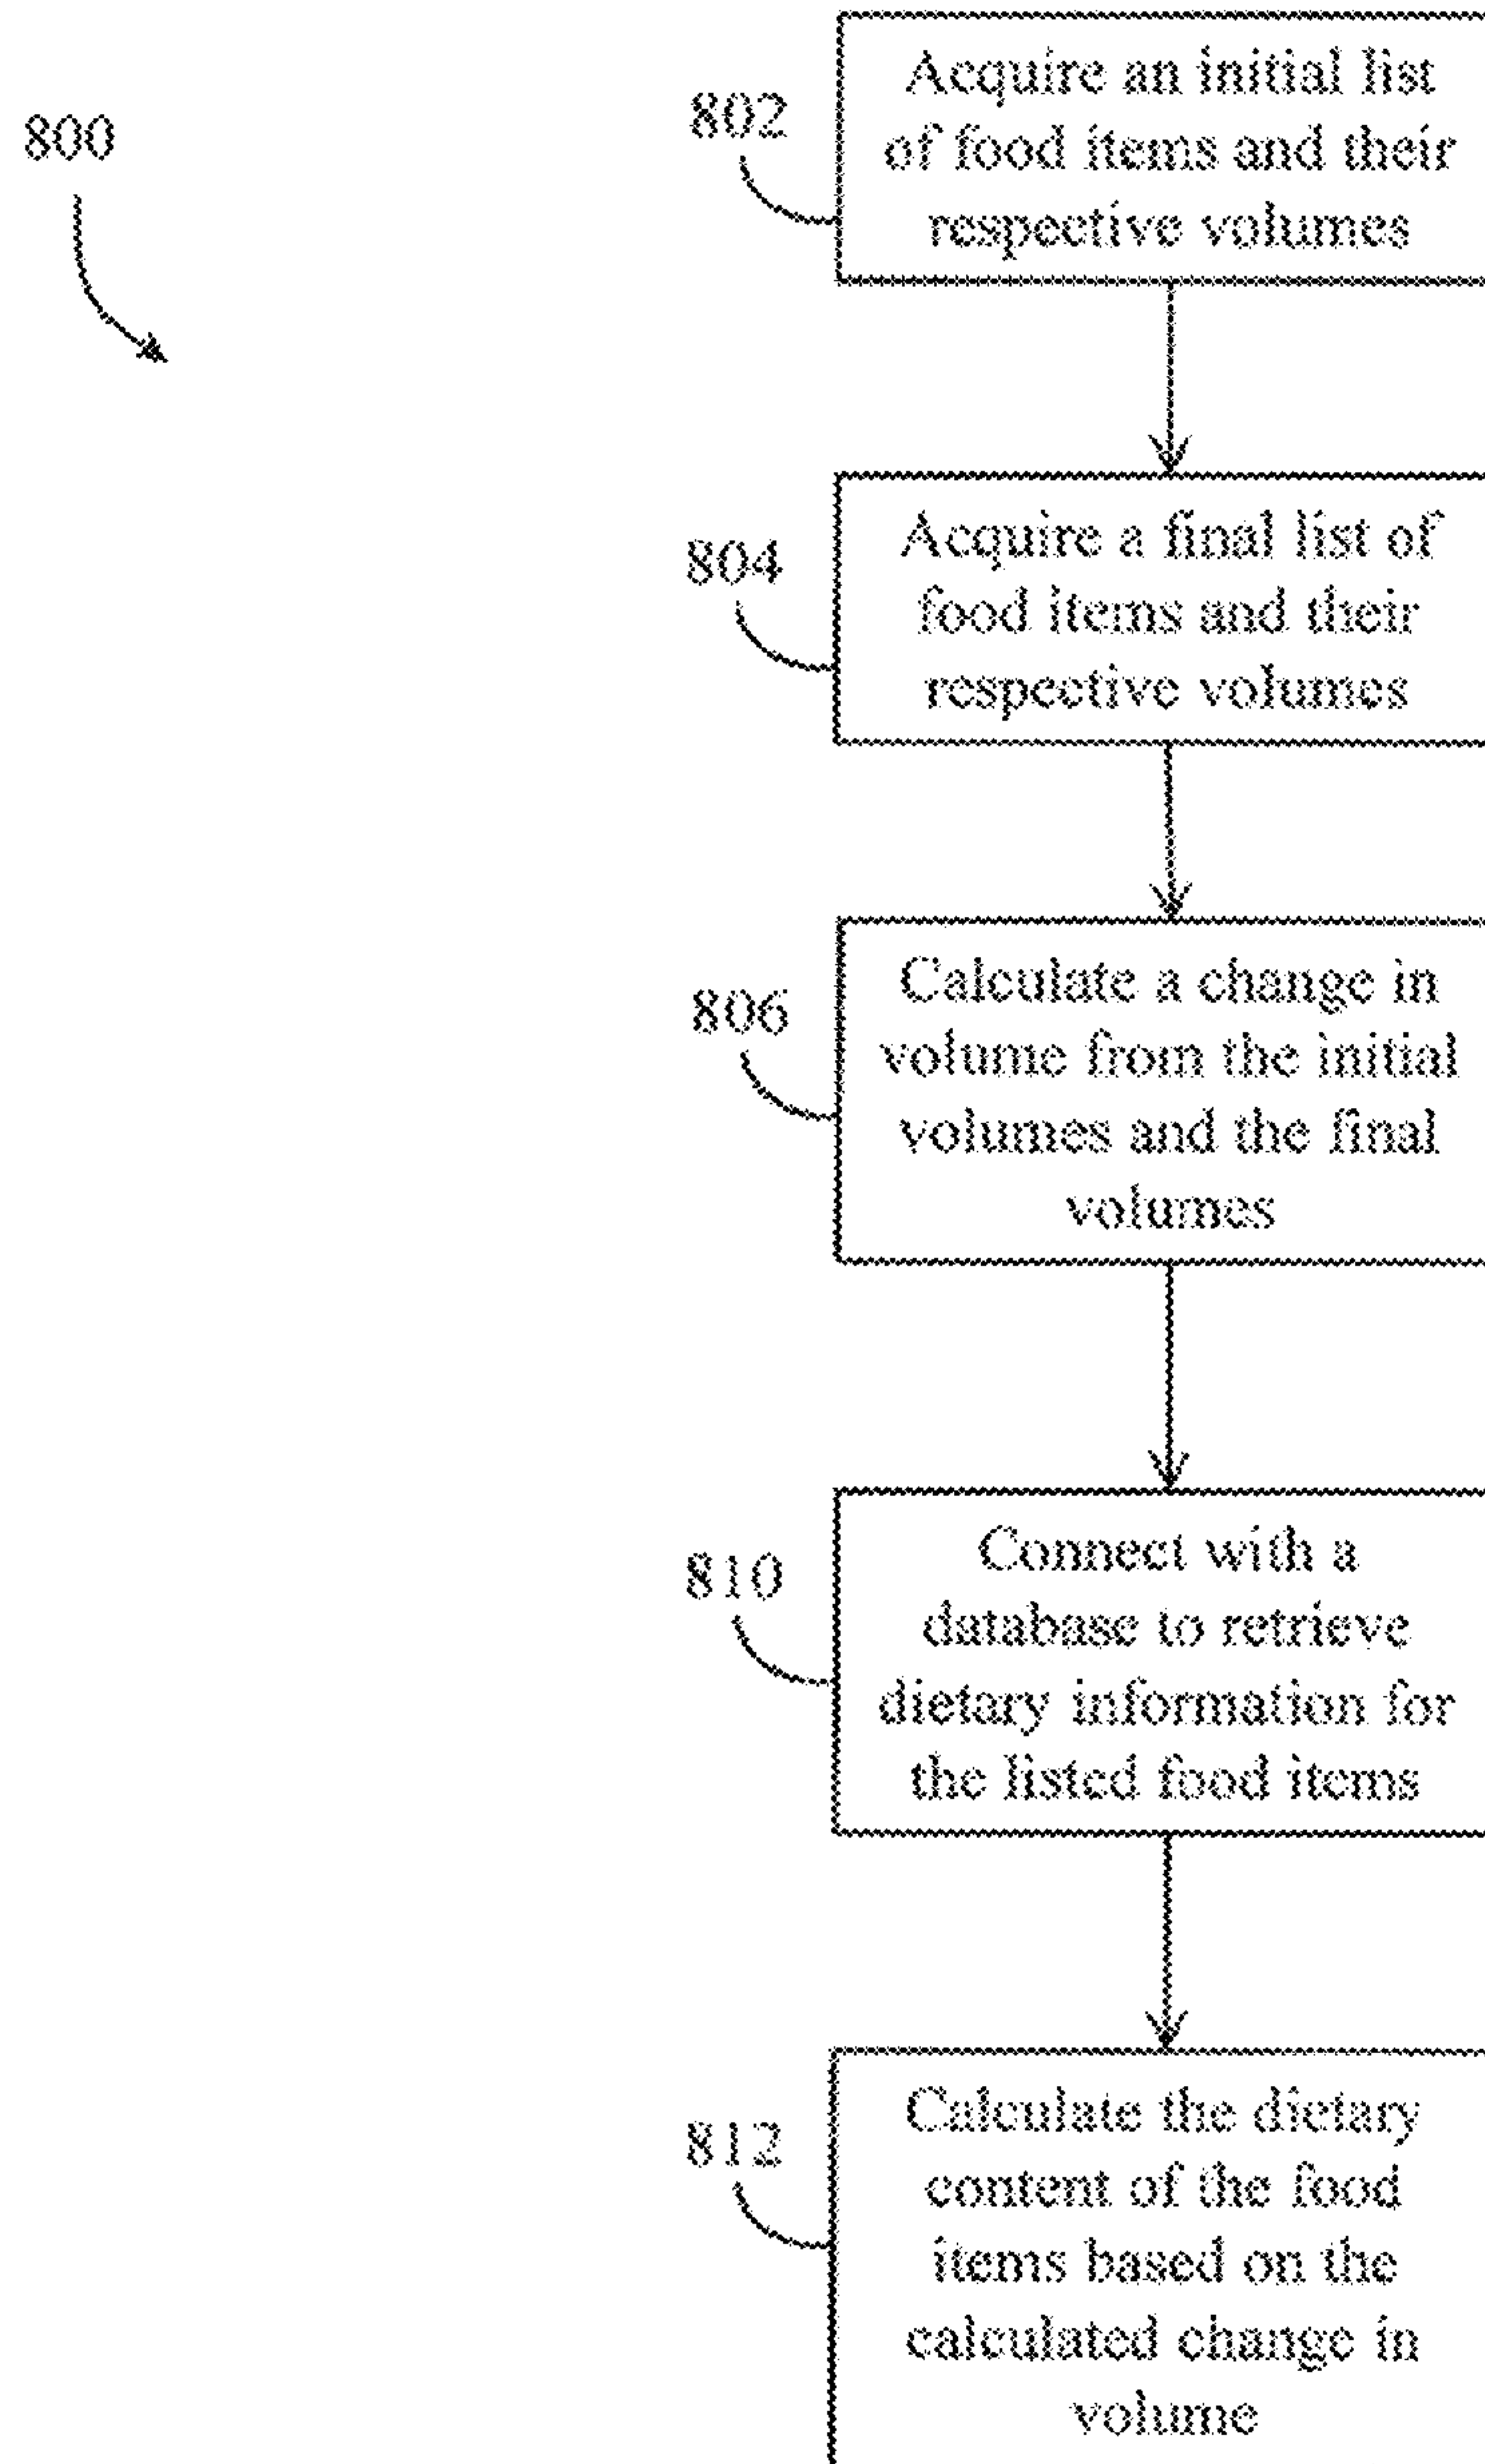 800
802
Acquire an initial list
of food items and their
respective volumes
804
Acquire a final list of
food items and their
respective volumes
806
Calculate a change in
volume from the initial
volumes and the final
volumes
810
Connect with a
database to retrieve
dietary information for
the listed food items
812
Calculate the dietary
content of the food
items based on the
calculated change in
volume